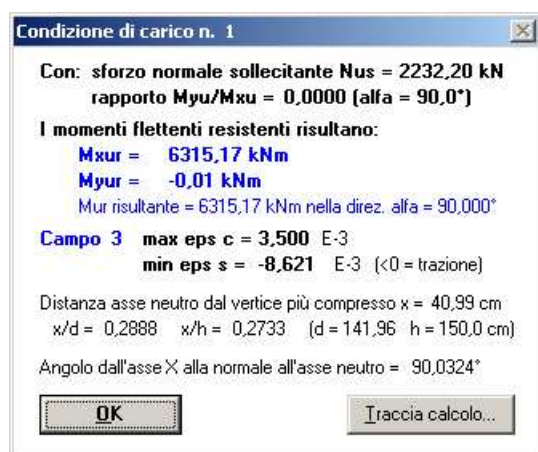 Condizione di carico n. 1
Con: sforzo normale sollecitante Nus = 2232,20 kN
rapporto Myu/Mxu = 0,0000 (alfa = 90,0°)
I momenti flettenti resistenti risultano:
Mxur = 6315,17 kNm
Myur = -0,01 kNm
Mur risultante = 6315,17 kNm nella direz. alfa = 90,000°
Campo 3 max eps c = 3,500 E-3
min eps s = -8,621 E-3 (<0 = trazione)
Distanza asse neutro dal vertice più compresso x = 40,99 cm
x/d = 0,2888 x/h = 0,2733 (d = 141,96 h = 150,0 cm)
Angolo dall'asse X alla normale all'asse neutro = 90,0324°
OK Traccia calcolo...